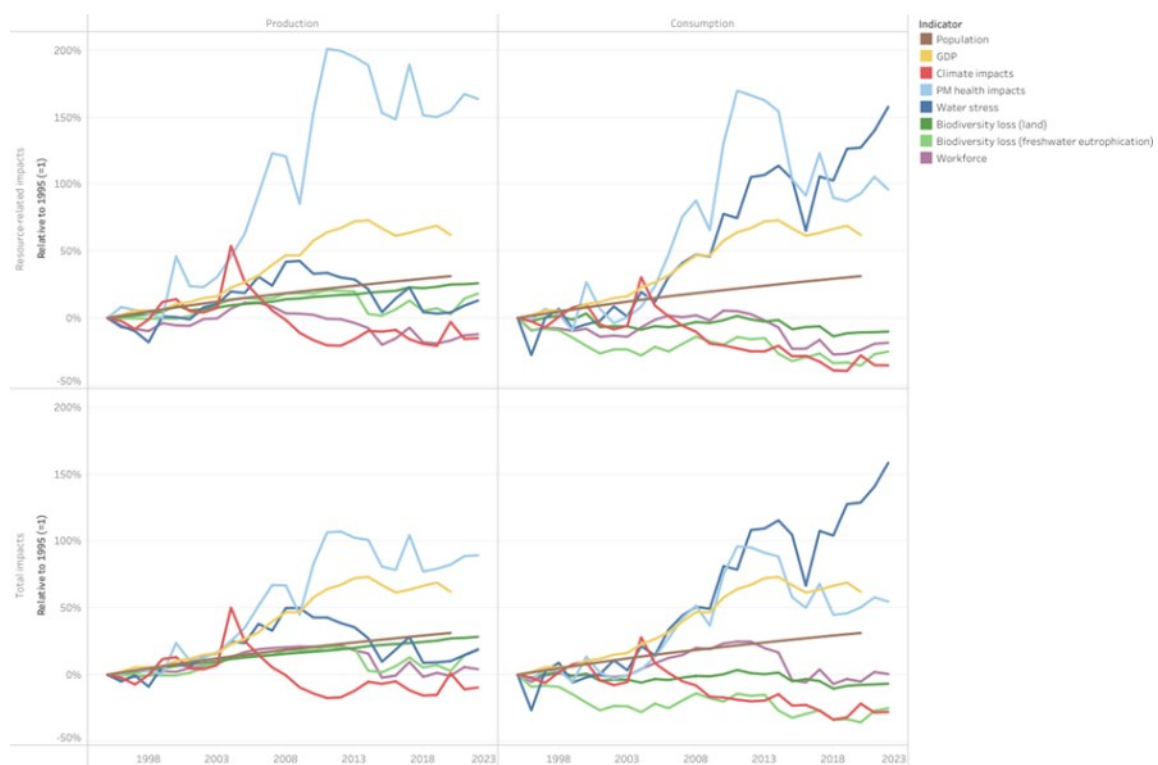 Production
Consumption
Indicator
Population
GDP
Climate impacts
PM health impacts
Water stress
Biodiversity loss (land)
Biodiversity loss (freshwater eutrophication)
Workforce
Resource-related impacts
Relative to 1995 (=1)
200%
150%
100%
50%
0%
-50%
Total impacts
Relative to 1995 (=1)
200%
150%
100%
50%
0%
-50%
1998
2003
2008
2013
2018
2023
1998
2003
2008
2013
2018
2023